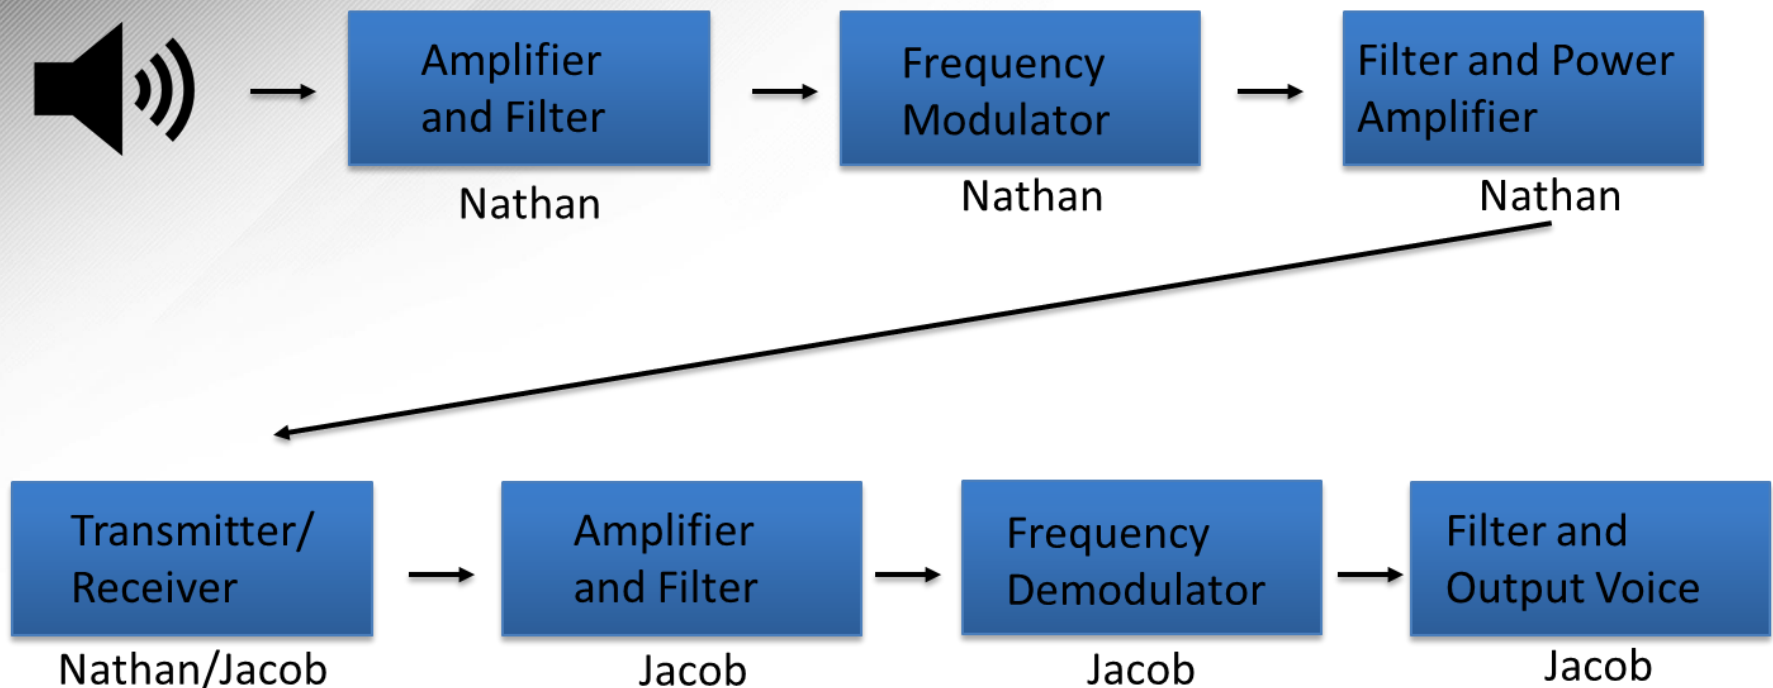 Amplifier
and Filter
Nathan
Frequency
Modulator
Nathan
Filter and Power
Amplifier
Nathan
Transmitter/
Receiver
Nathan/Jacob
Amplifier
and Filter
Jacob
Frequency
Demodulator
Jacob
Filter and
Output Voice
Jacob